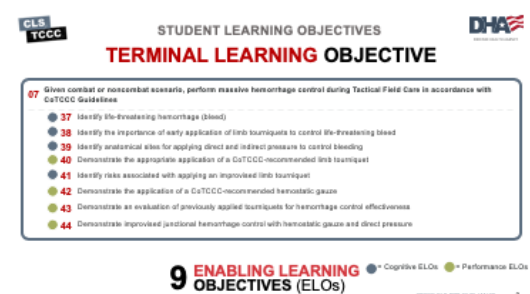 CLS
TCCC
STUDENT LEARNING OBJECTIVES
DHA
TERMINAL LEARNING OBJECTIVE
07 Given combat or noncombat scenario, perform massive hemorrhage control during Tactical Field Care in accordance with
CoTCCC Guidelines
37 Identify life-threatening hemorrhage (bleed)
38 Identify the importance of early application of limb tourniquets to control life-threatening bleed
39 Identify anatomical sites for applying direct and indirect pressure to control bleeding
40 Demonstrate the appropriate application of a CoTCCC-recommended limb tourniquet
41 Identify risks associated with applying an improvised limb tourniquet
42 Demonstrate the application of a CoTCCC-recommended hemostatic gauze
43 Demonstrate an evaluation of previously applied tourniquets for hemorrhage control effectiveness
44 Demonstrate improvised junctional hemorrhage control with hemostatic gauze and direct pressure
9 ENABLING LEARNING
OBJECTIVES (ELOs)
= Cognitive ELOs = Performance ELOs